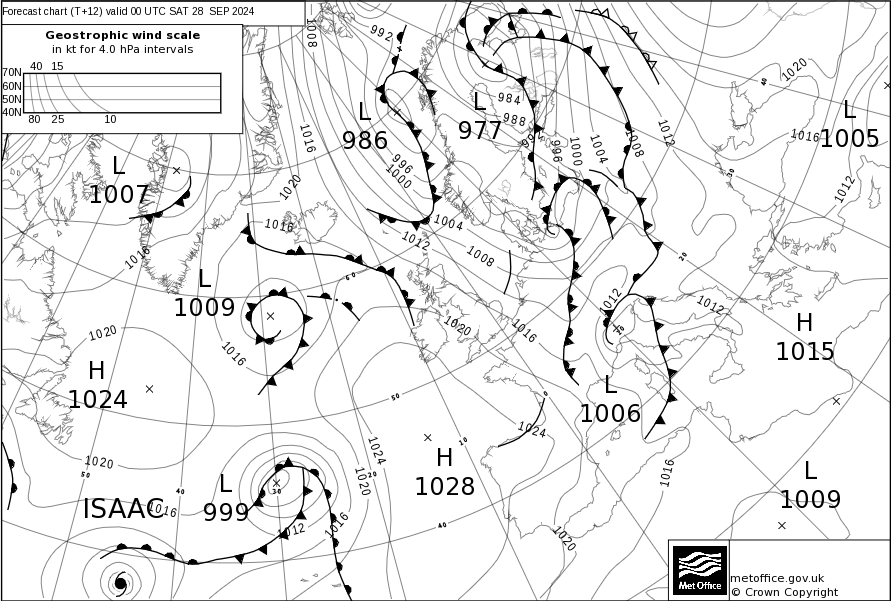 Forecast chart (T+12) valid 00 UTC SAT 28 SEP 2024
Geostrophic wind scale
in kt for 4.0 hPa intervals
40 15
70N
60N
50N
40N
80 25 10
1008
992
L
986
L
977
984
988
996
1000
996
1000
1004
1008
1012
1020
1016
L
1005
1012
L
1007
1016
1020
1016
1016
1004
1012
1008
L
1009
1012
1012
1020
1016
H
1015
1020
1016
H
1024
L
1006
1024
1024
1020
H
1028
1020
1016
L
1009
ISAAC
1016
L
999
1012
1016
1020
60
50
50
40
40
40
30
30
20
20
20
10
0
Met Office
metoffice.gov.uk
© Crown Copyright